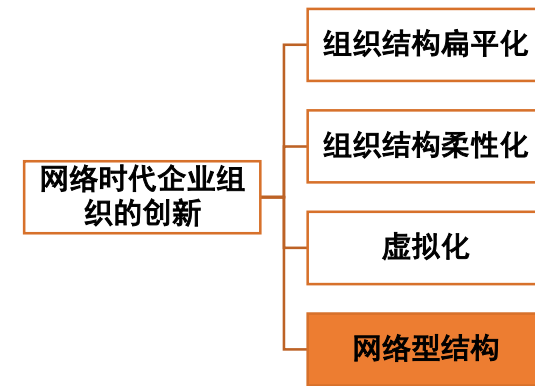 组织结构扁平化
组织结构柔性化
网络时代企业组
织的创新
虚拟化
网络型结构